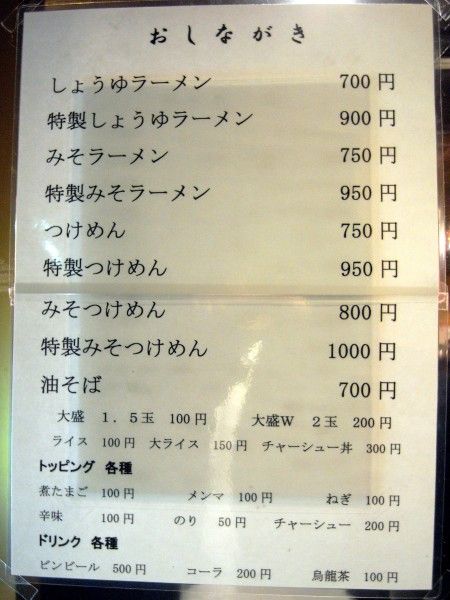 おしながき
しょうゆラーメン 700 円
特製しょうゆラーメン 900 円
みそラーメン 750 円
特製みそラーメン 950 円
つけめん 750 円
特製つけめん 950 円
みそつけめん 800 円
特製みそつけめん 1000 円
油そば 700 円
大盛 １．５玉 100 円 大盛Ｗ ２玉 200 円
ライス 100 円 大ライス 150 円 チャーシュー丼 300 円
トッピング 各種
煮たまご 100 円 メンマ 100 円 ねぎ 100 円
辛味 100 円 のり 50 円 チャーシュー 200 円
ドリンク 各種
ビンビール 500 円 コーラ 200 円 烏龍茶 100 円